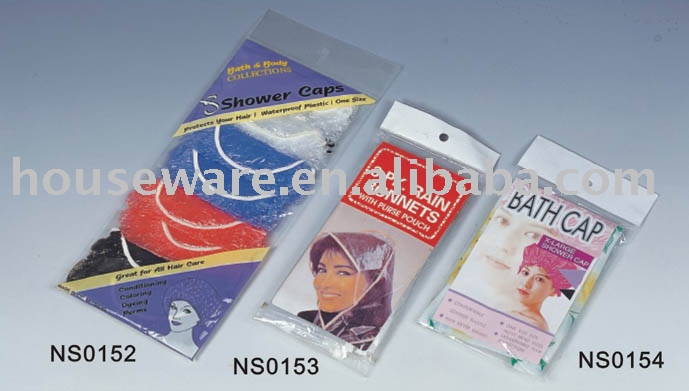 Bath & Body
COLLECTIONS
8 Shower Caps
Protects Your Hair | Waterproof Plastic | One Size
Great for All Hair Care
Conditioning
Coloring
Dyeing
Perms
NS0152
RAIN
BONNETS
WITH PURSE POUCH
NS0153
BATH CAP
X-LARGE
SHOWER CAP
NS0154
houseware.en.alibaba.com